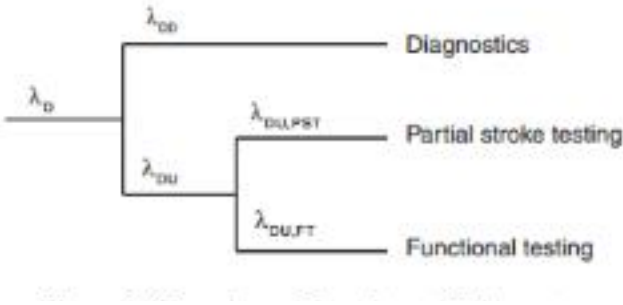 λDD
Diagnostics
λD
λDU,PST
Partial stroke testing
λDU
λDU,FT
Functional testing